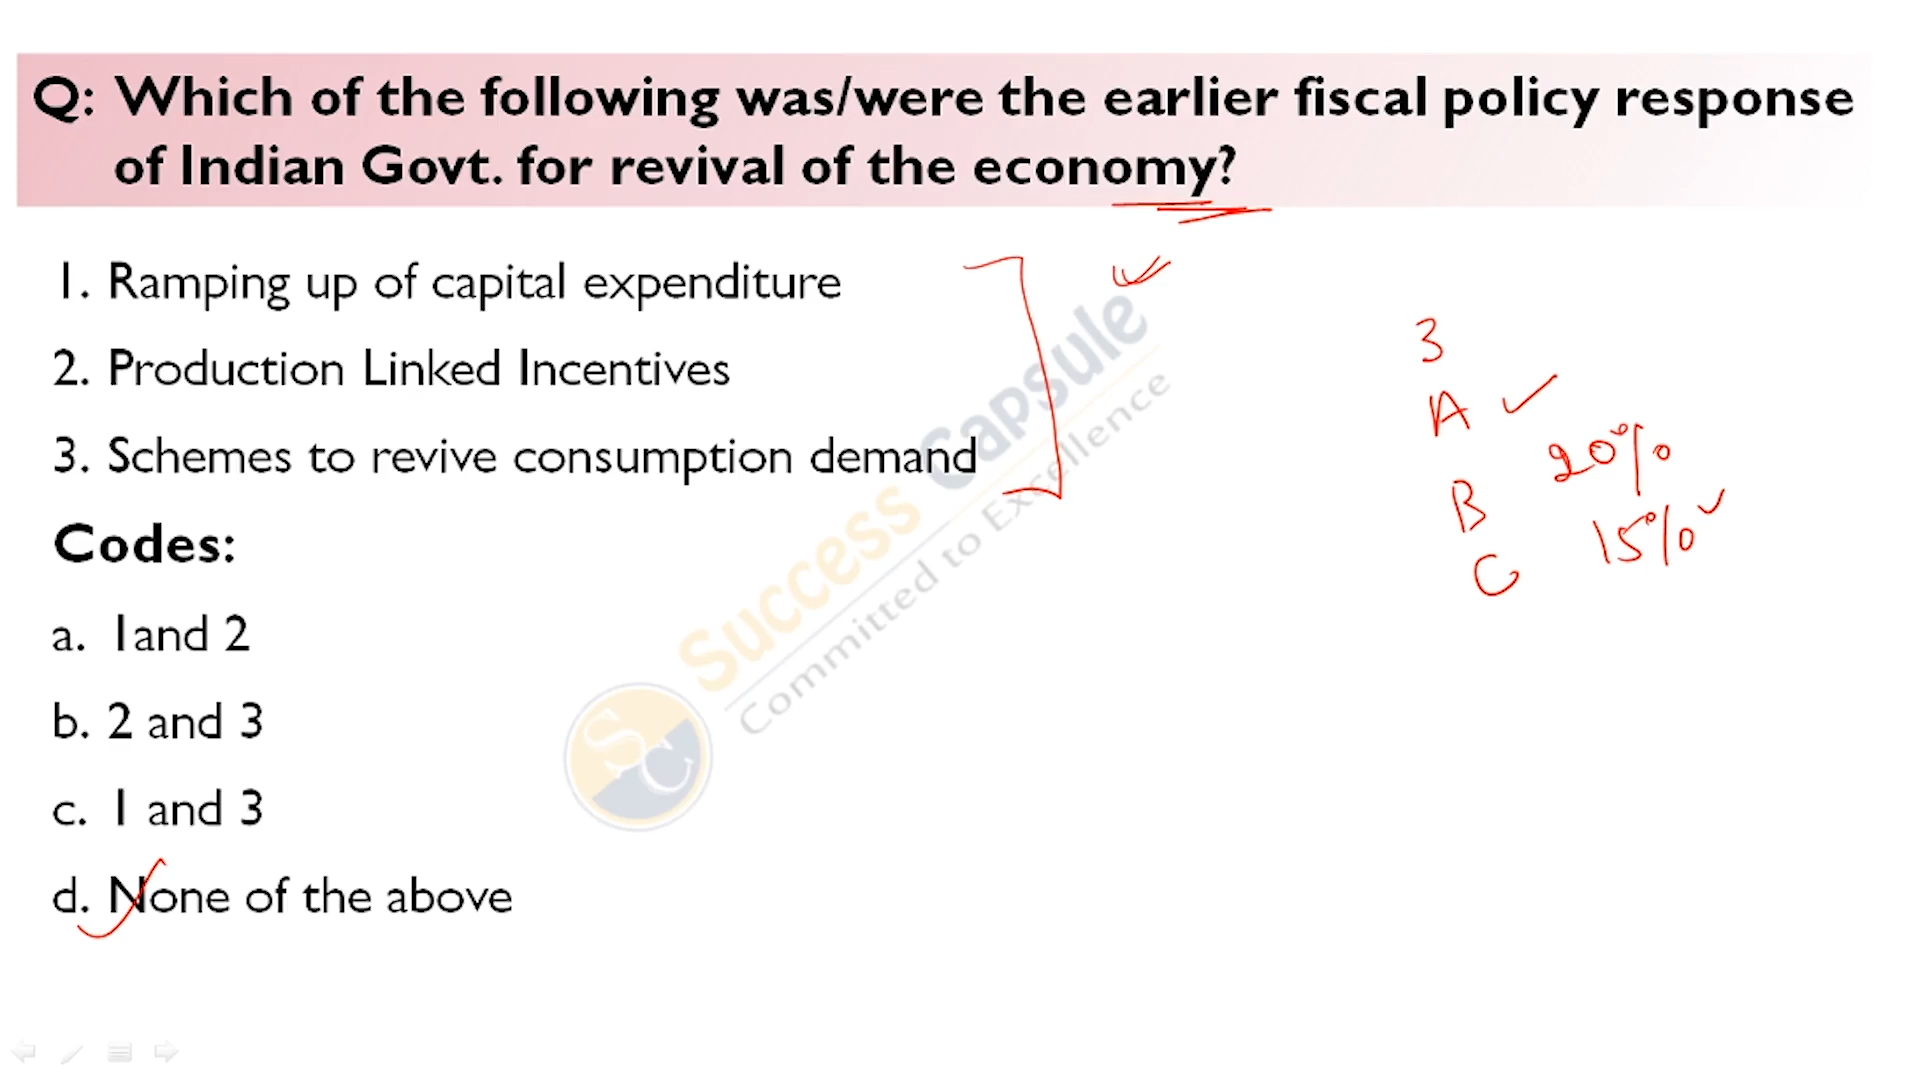 Q: Which of the following was/were the earlier fiscal policy response
of Indian Govt. for revival of the economy?
1. Ramping up of capital expenditure
2. Production Linked Incentives
3. Schemes to revive consumption demand
Codes:
a. 1and 2
b. 2 and 3
c. 1 and 3
d. None of the above
3
A
20%
B
15%
C
Success Capsule
Committed to Excellence
SC